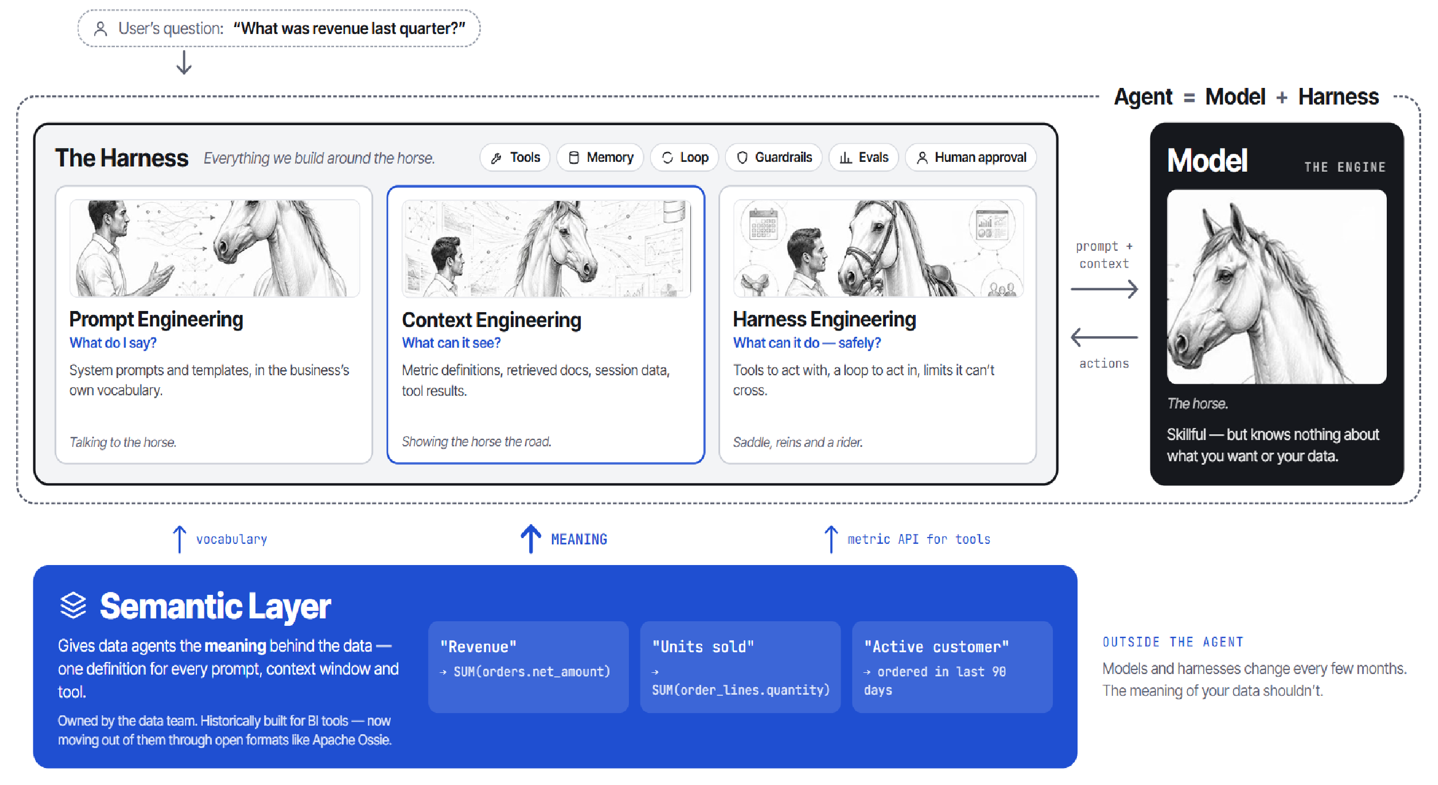 User's question: “What was revenue last quarter?”
Agent = Model + Harness
The Harness Everything we build around the horse.
Tools Memory Loop Guardrails Evals Human approval
Prompt Engineering
What do I say?
System prompts and templates, in the business's
own vocabulary.
Talking to the horse.
Context Engineering
What can it see?
Metric definitions, retrieved docs, session data,
tool results.
Showing the horse the road.
Harness Engineering
What can it do — safely?
Tools to act with, a loop to act in, limits it can't
cross.
Saddle, reins and a rider.
prompt +
context
actions
Model THE ENGINE
The horse.
Skillful — but knows nothing about
what you want or your data.
vocabulary
MEANING
metric API for tools
Semantic Layer
Gives data agents the meaning behind the data —
one definition for every prompt, context window and
tool.
Owned by the data team. Historically built for BI tools — now
moving out of them through open formats like Apache Ossie.
"Revenue"
→ SUM(orders.net_amount)
"Units sold"
→
SUM(order_lines.quantity)
"Active customer"
→ ordered in last 90
days
OUTSIDE THE AGENT
Models and harnesses change every few months.
The meaning of your data shouldn't.